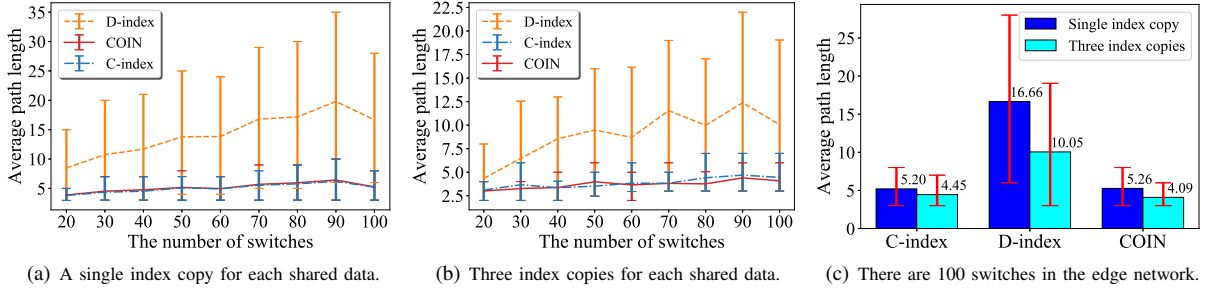 Average path length
35
30
25
20
15
10
5
D-index
COIN
C-index
20 30 40 50 60 70 80 90 100
The number of switches
(a) A single index copy for each shared data.
Average path length
22.5
20.0
17.5
15.0
12.5
10.0
7.5
5.0
2.5
D-index
C-index
COIN
20 30 40 50 60 70 80 90 100
The number of switches
(b) Three index copies for each shared data.
Average path length
25
20
15
10
5
0
Single index copy
Three index copies
5.20
4.45
16.66
10.05
5.26
4.09
C-index D-index COIN
(c) There are 100 switches in the edge network.